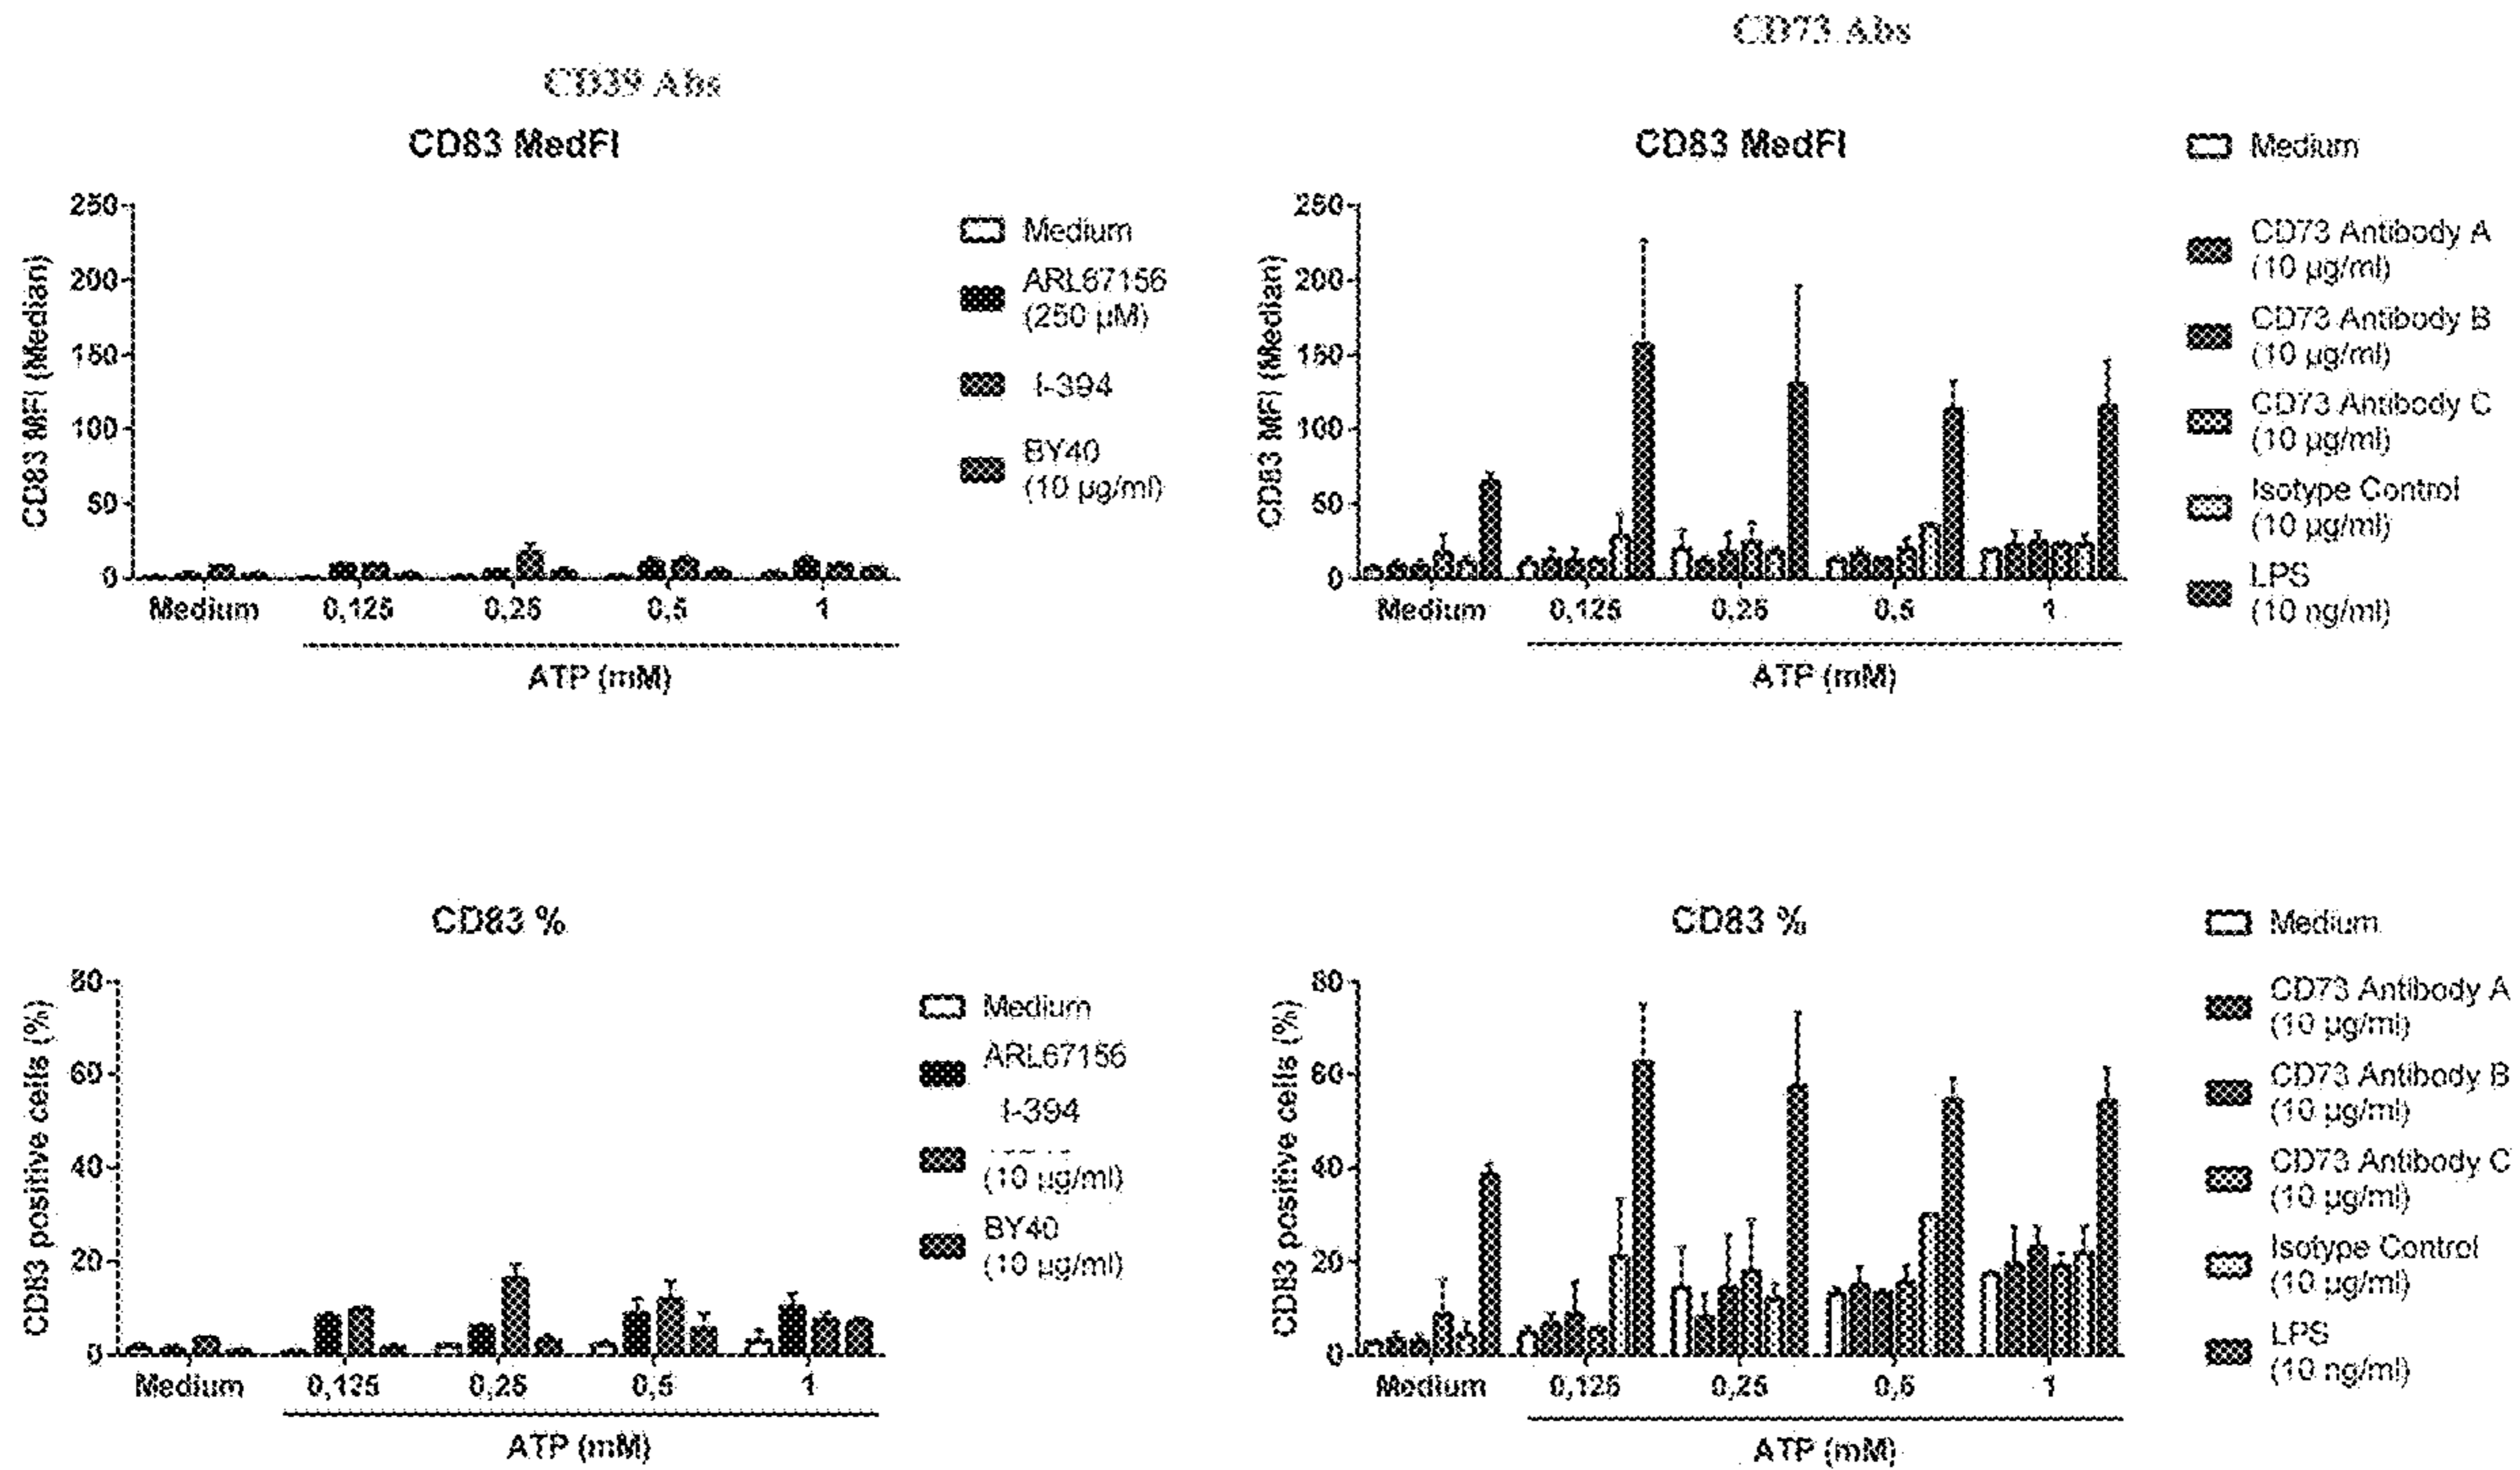 CD39 Abs
CD83 MedFI
CD83 MFI (Median)
250
200
150
100
50
0
Medium
0,125
0,25
0,5
1
ATP (mM)
Medium
ARL67156
(250 µM)
I-394
BY40
(10 µg/ml)
CD73 Abs
CD83 MedFI
CD83 MFI (Median)
250
200
150
100
50
0
Medium
0,125
0,25
0,5
1
ATP (mM)
Medium
CD73 Antibody A
(10 µg/ml)
CD73 Antibody B
(10 µg/ml)
CD73 Antibody C
(10 µg/ml)
Isotype Control
(10 µg/ml)
LPS
(10 ng/ml)
CD83 %
CD83 positive cells (%)
80
60
40
20
0
Medium
0,125
0,25
0,5
1
ATP (mM)
Medium
ARL67156
I-394
(10 µg/ml)
BY40
(10 µg/ml)
CD83 %
CD83 positive cells (%)
80
60
40
20
0
Medium
0,125
0,25
0,5
1
ATP (mM)
Medium
CD73 Antibody A
(10 µg/ml)
CD73 Antibody B
(10 µg/ml)
CD73 Antibody C
(10 µg/ml)
Isotype Control
(10 µg/ml)
LPS
(10 ng/ml)